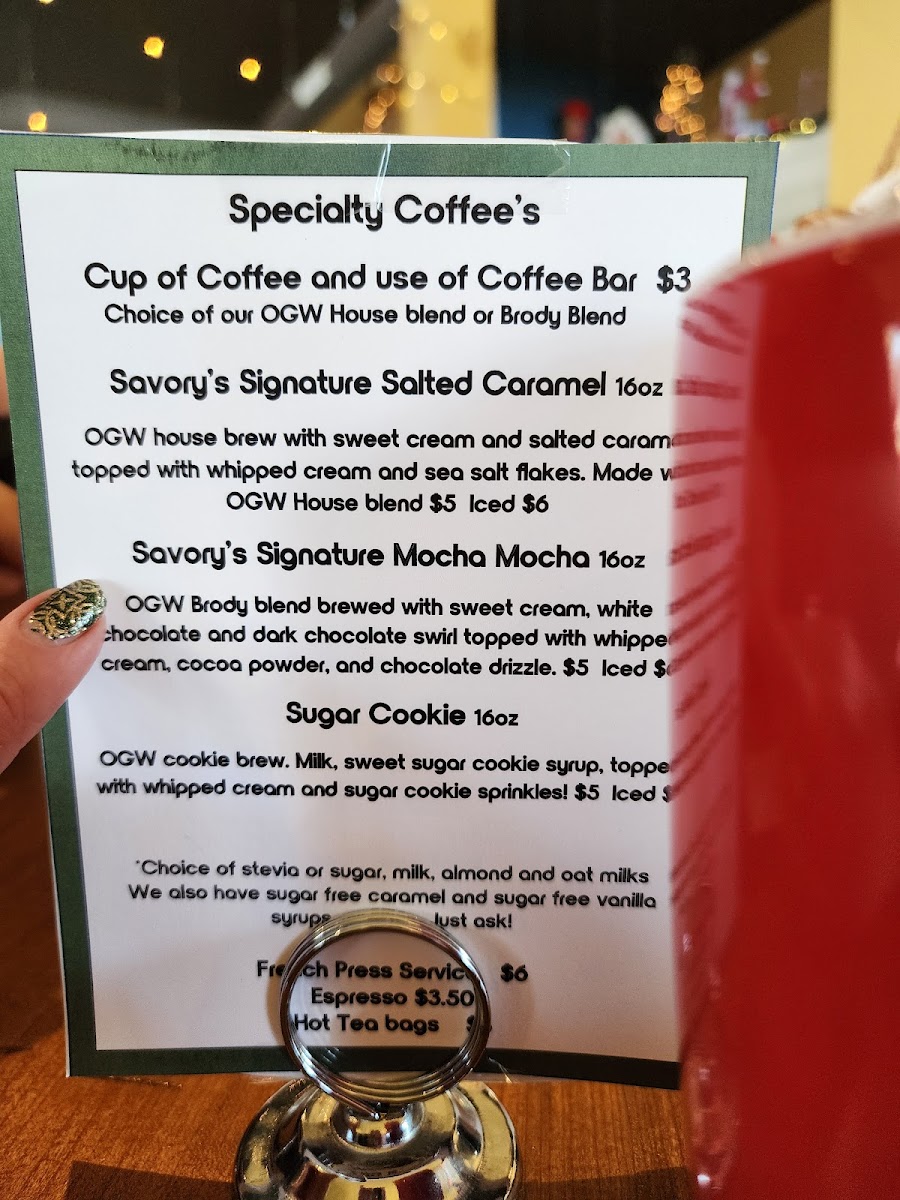 Specialty Coffee's
Cup of Coffee and use of Coffee Bar $3
Choice of our OGW House blend or Brody Blend
Savory's Signature Salted Caramel 16oz
OGW house brew with sweet cream and salted
topped with whipped cream and sea salt flakes. Made
OGW House blend $5 Iced $6
Savory's Signature Mocha Mocha 16oz
OGW Brody blend brewed with sweet cream, white
chocolate and dark chocolate swirl topped with
cream, cocoa powder, and chocolate drizzle. $5 Iced
Sugar Cookie 16oz
OGW cookie brew. Milk, sweet sugar cookie syrup,
with whipped cream and sugar cookie sprinkles! $5 Iced
*Choice of stevia or sugar, milk, almond and oat milks
We also have sugar free caramel and sugar free vanilla
syrups Just ask!
French Press Service $6
Espresso $3.50
Hot Tea bags